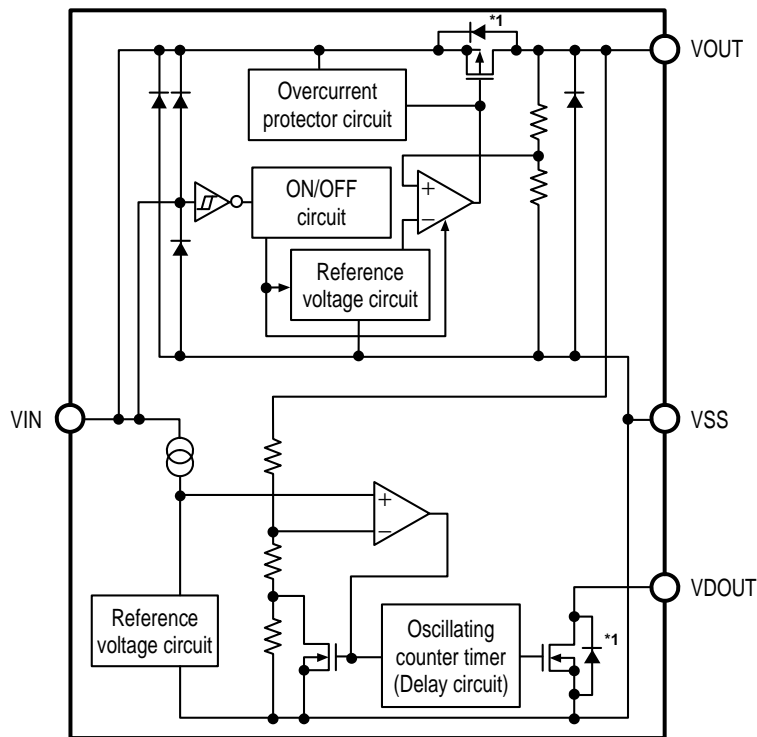 *1
VOUT
Overcurrent
protector circuit
ON/OFF
circuit
+
−
Reference
voltage circuit
VIN
VSS
+
−
VDOUT
Reference
voltage circuit
Oscillating
counter timer
(Delay circuit)
*1